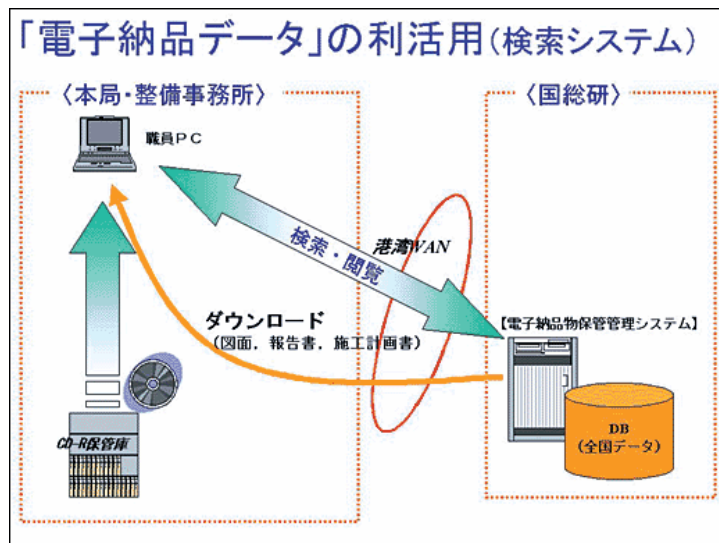 「電子納品データ」の利活用(検索システム)
〈本局・整備事務所〉
〈国総研〉
職員PC
検索・閲覧
港湾WAN
ダウンロード
(図面，報告書，施工計画書)
【電子納品物保管管理システム】
CD-R保管庫
DB
(全国データ)